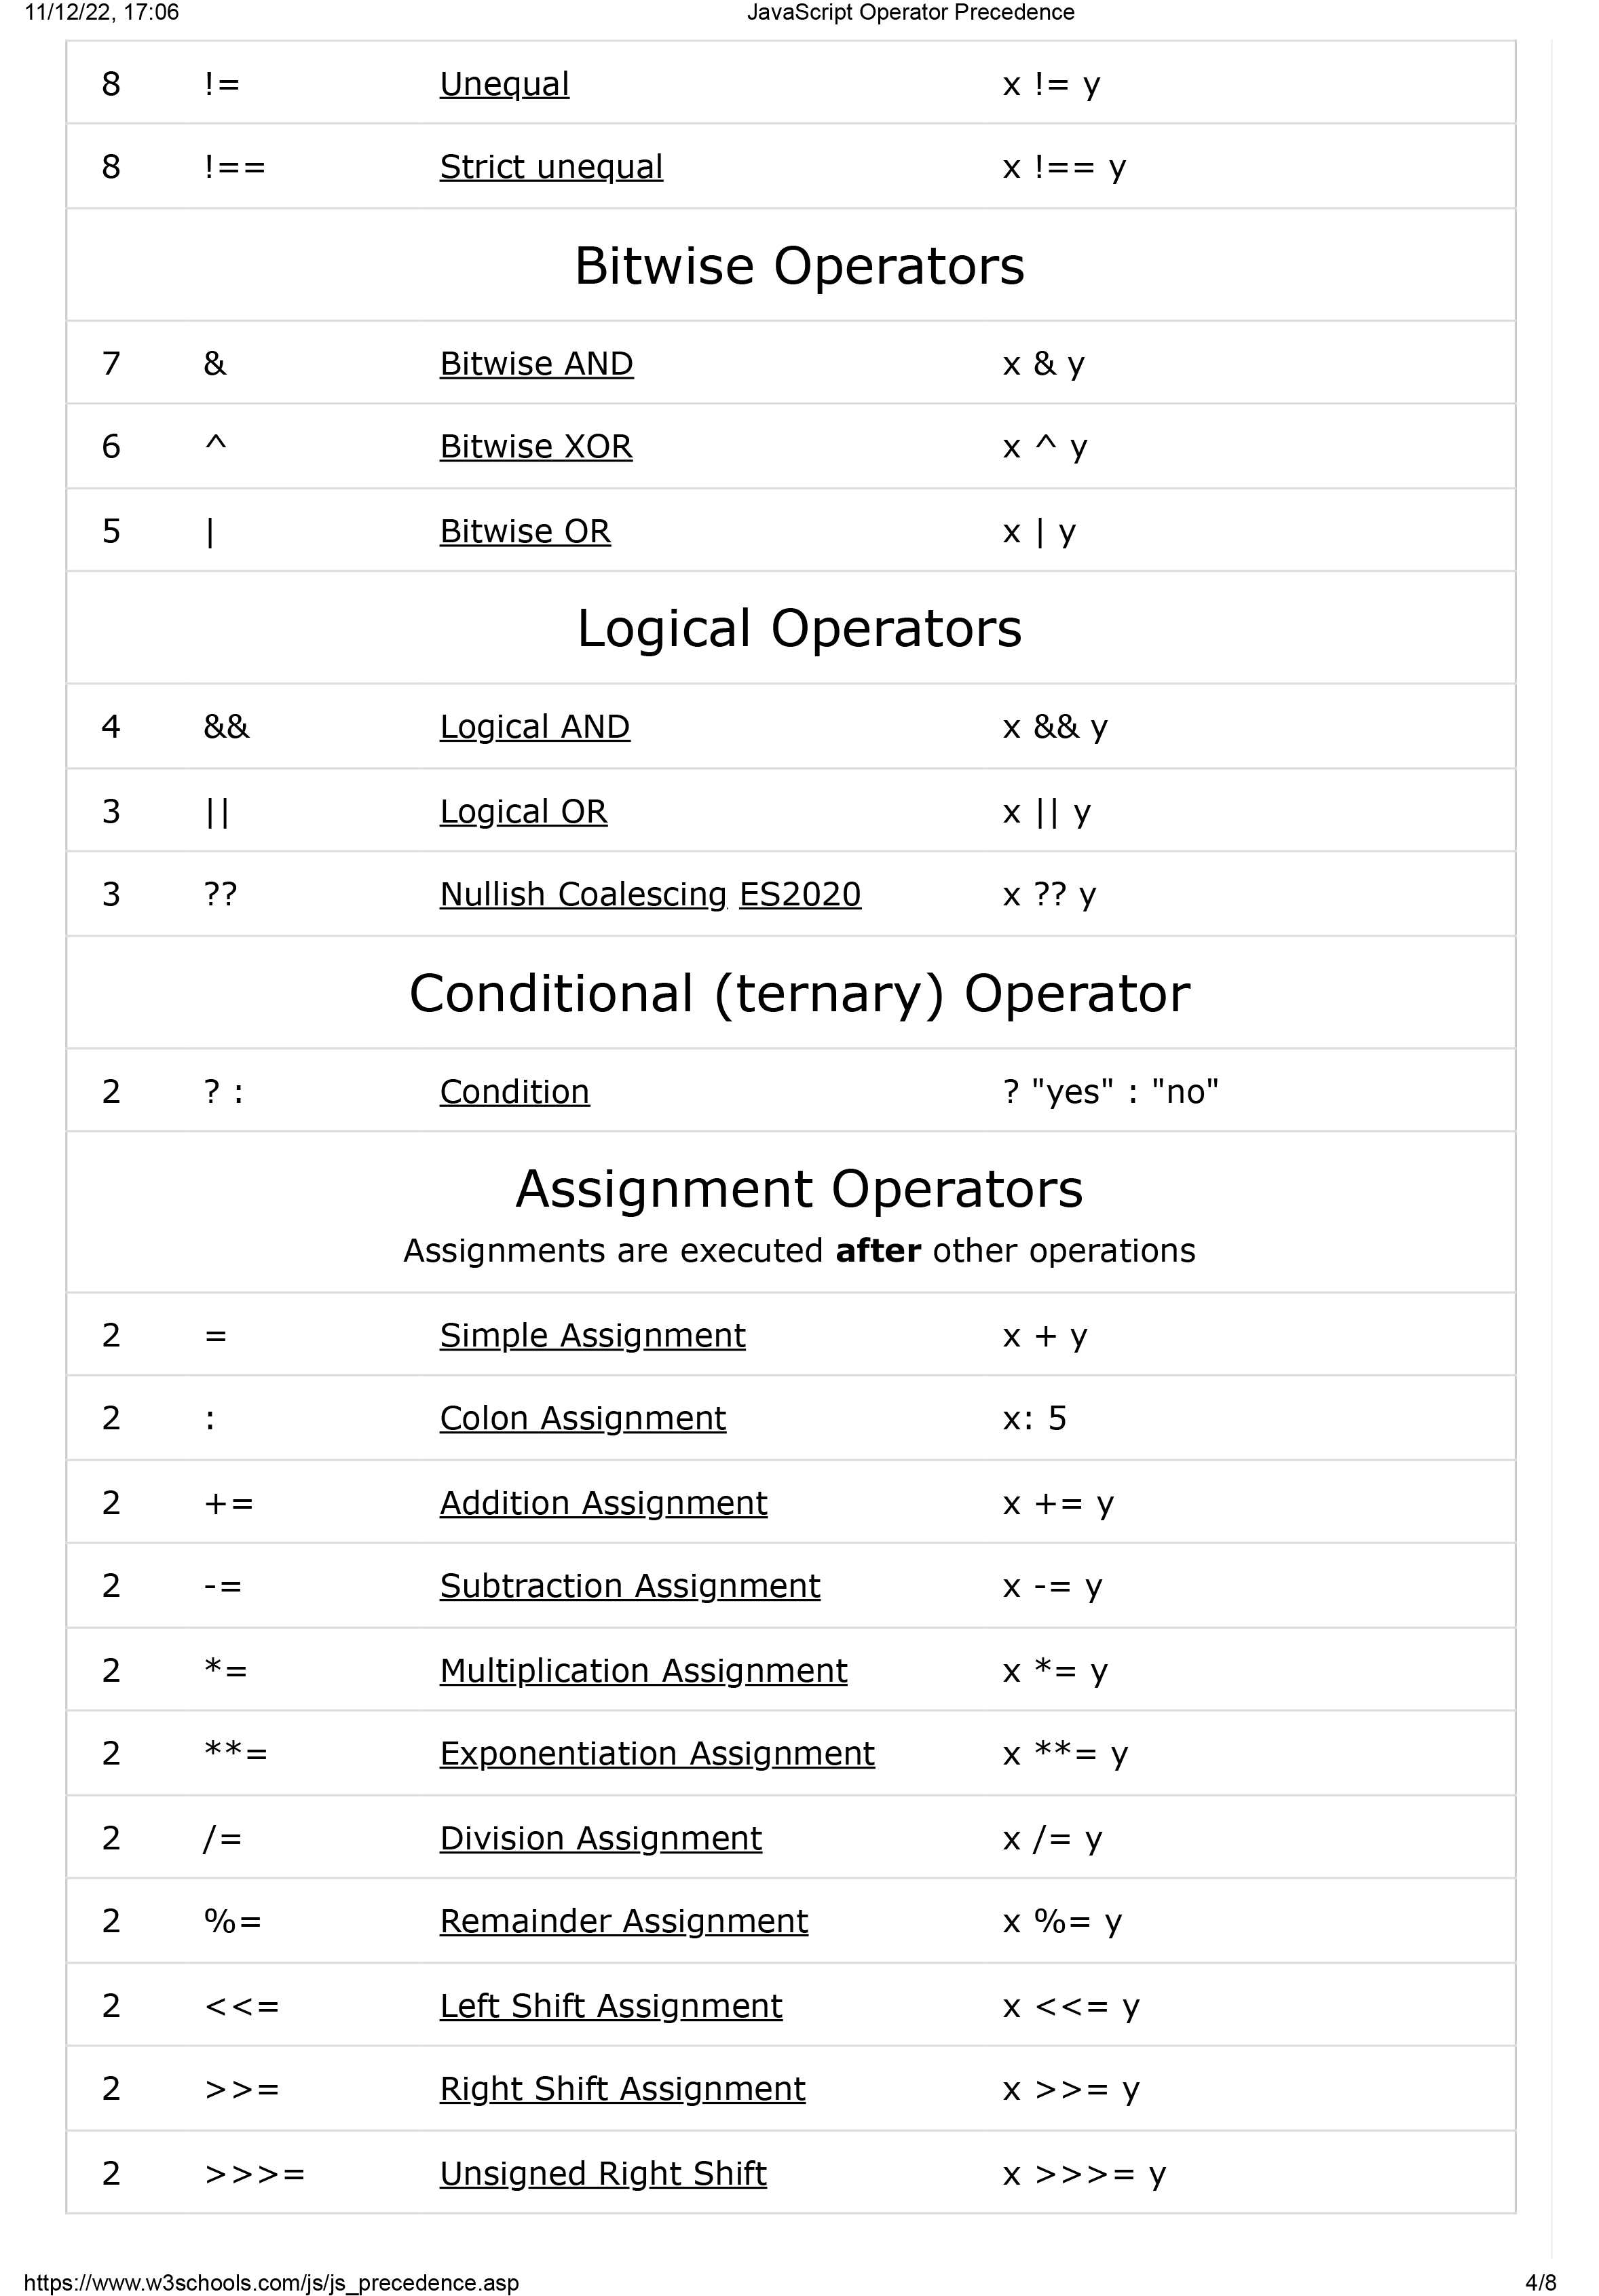 11/12/22, 17:06 JavaScript Operator Precedence
8 != Unequal x != y
8 !== Strict unequal x !== y
Bitwise Operators
7 & Bitwise AND x & y
6 ^ Bitwise XOR x ^ y
5 | Bitwise OR x | y
Logical Operators
4 && Logical AND x && y
3 || Logical OR x || y
3 ?? Nullish Coalescing ES2020 x ?? y
Conditional (ternary) Operator
2 ? : Condition ? "yes" : "no"
Assignment Operators
Assignments are executed after other operations
2 = Simple Assignment x + y
2 : Colon Assignment x: 5
2 += Addition Assignment x += y
2 -= Subtraction Assignment x -= y
2 *= Multiplication Assignment x *= y
2 **= Exponentiation Assignment x **= y
2 /= Division Assignment x /= y
2 %= Remainder Assignment x %= y
2 <<= Left Shift Assignment x <<= y
2 >>= Right Shift Assignment x >>= y
2 >>>= Unsigned Right Shift x >>>= y
https://www.w3schools.com/js/js_precedence.asp 4/8